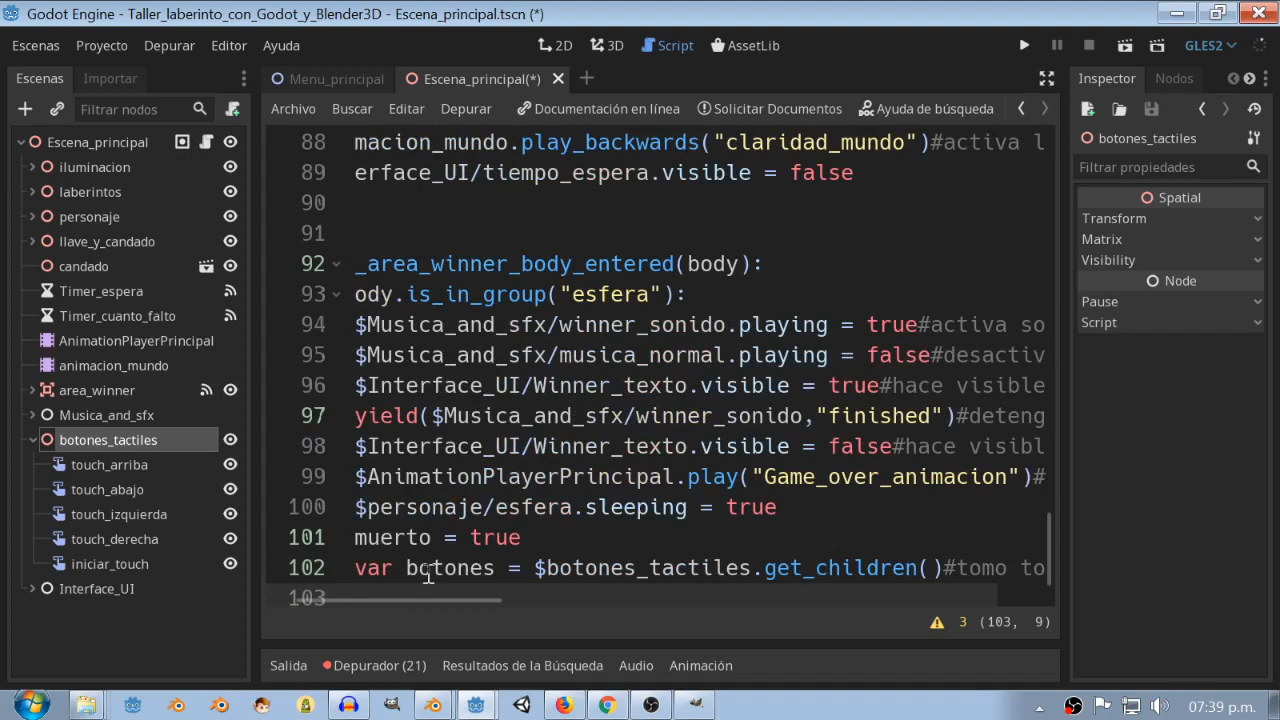 Godot Engine - Taller_laberinto_con_Godot_y_Blender3D - Escena_principal.tscn (*)
Escenas Proyecto Depurar Editor Ayuda 2D 3D Script AssetLib GLES2
Escenas Importar Menu_principal Escena_principal(*) Inspector Nodos
Filtrar nodos Archivo Buscar Editar Depurar Documentación en línea Solicitar Documentos Ayuda de búsqueda
Escena_principal
iluminacion
laberintos
personaje
llave_y_candado
candado
Timer_espera
Timer_cuanto_falto
AnimationPlayerPrincipal
animacion_mundo
area_winner
Musica_and_sfx
botones_tactiles
touch_arriba
touch_abajo
touch_izquierda
touch_derecha
iniciar_touch
Interface_UI
88 macion_mundo.play_backwards("claridad_mundo")#activa l
89 erface_UI/tiempo_espera.visible = false
90
91
92 _area_winner_body_entered(body):
93 ody.is_in_group("esfera"):
94 $Musica_and_sfx/winner_sonido.playing = true#activa so
95 $Musica_and_sfx/musica_normal.playing = false#desactiv
96 $Interface_UI/Winner_texto.visible = true#hace visible
97 yield($Musica_and_sfx/winner_sonido,"finished")#deteng
98 $Interface_UI/Winner_texto.visible = false#hace visibl
99 $AnimationPlayerPrincipal.play("Game_over_animacion")#
100 $personaje/esfera.sleeping = true
101 muerto = true
102 var botones = $botones_tactiles.get_children()#tomo to
103
3 (103, 9)
botones_tactiles
Filtrar propiedades
Spatial
Transform
Matrix
Visibility
Node
Pause
Script
Salida Depurador (21) Resultados de la Búsqueda Audio Animación
07:39 p.m.